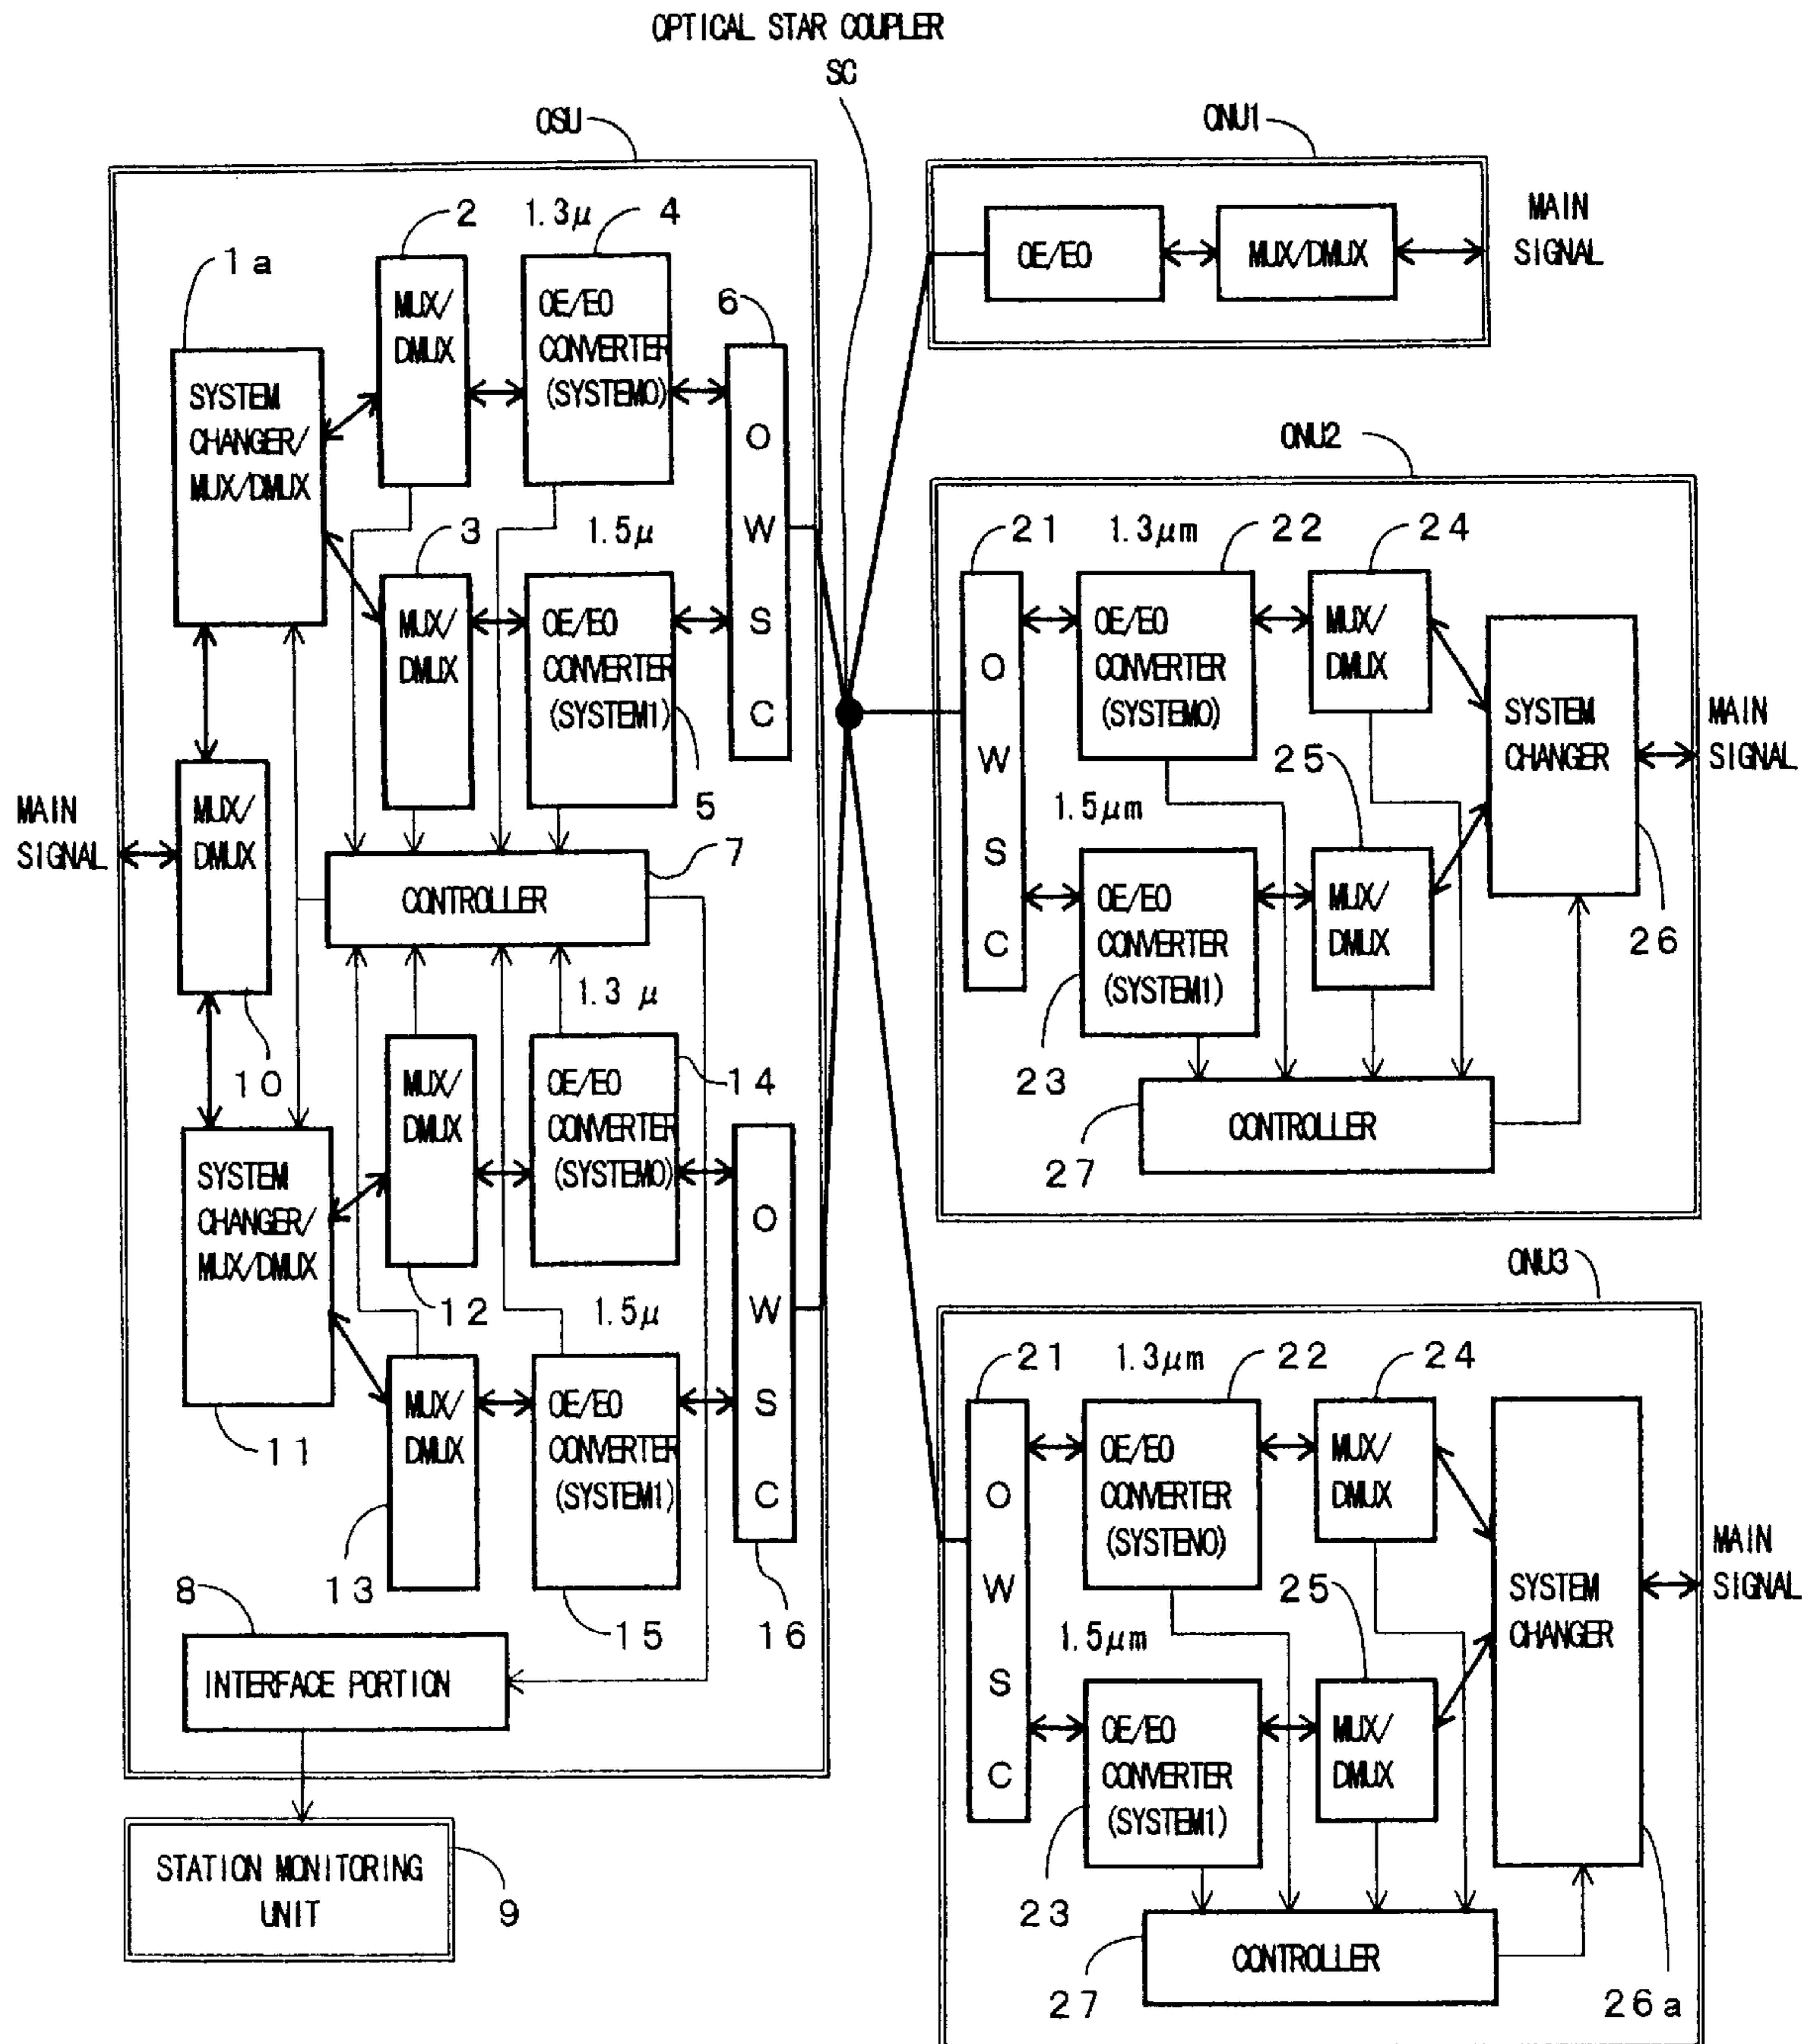 OPTICAL STAR COUPLER
SC
OSU
1a
2
1.3μ
4
SYSTEM
CHANGER/
MUX/DMUX
MUX/
DMUX
OE/EO
CONVERTER
(SYSTEM0)
6
O
W
S
C
3
1.5μ
MUX/
DMUX
OE/EO
CONVERTER
(SYSTEM1)
5
MAIN
SIGNAL
MUX/
DMUX
10
CONTROLLER
7
1.3 μ
MUX/
DMUX
12
OE/EO
CONVERTER
(SYSTEM0)
14
SYSTEM
CHANGER/
MUX/DMUX
11
O
W
S
C
16
1.5μ
MUX/
DMUX
13
OE/EO
CONVERTER
(SYSTEM1)
15
8
INTERFACE PORTION
STATION MONITORING
UNIT
9
ONU1
OE/EO
MUX/DMUX
MAIN
SIGNAL
ONU2
21
1.3μm
22
24
O
W
S
C
OE/EO
CONVERTER
(SYSTEM0)
MUX/
DMUX
SYSTEM
CHANGER
MAIN
SIGNAL
25
1.5μm
OE/EO
CONVERTER
(SYSTEM1)
MUX/
DMUX
26
23
CONTROLLER
27
ONU3
21
1.3μm
22
24
O
W
S
C
OE/EO
CONVERTER
(SYSTEN0)
MUX/
DMUX
SYSTEM
CHANGER
MAIN
SIGNAL
25
1.5μm
OE/EO
CONVERTER
(SYSTEM1)
MUX/
DMUX
23
CONTROLLER
27
26a